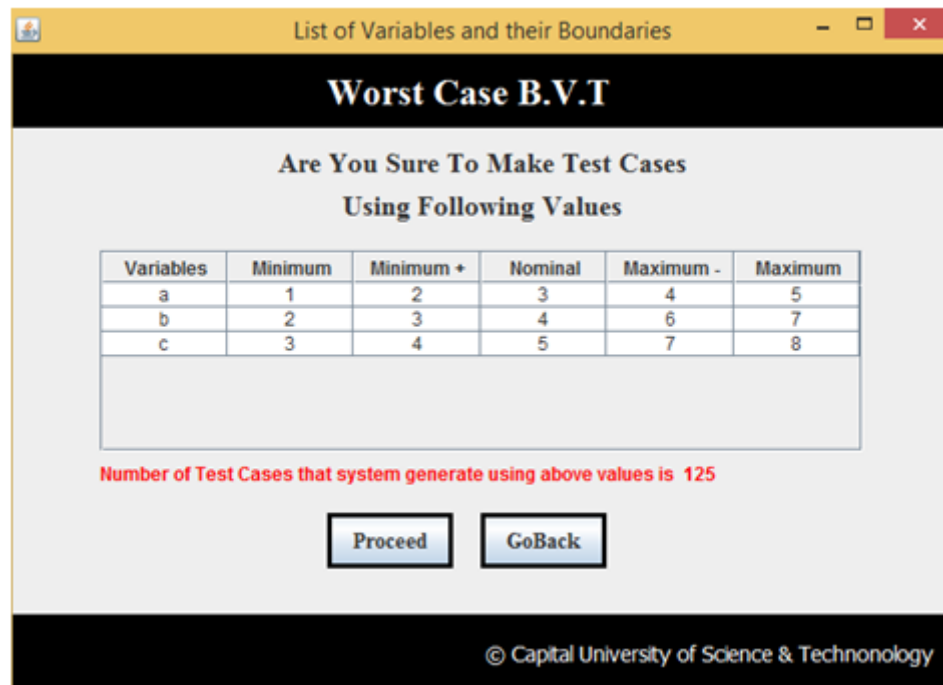 List of Variables and their Boundaries
Worst Case B.V.T
Are You Sure To Make Test Cases
Using Following Values
Variables Minimum Minimum + Nominal Maximum - Maximum
a 1 2 3 4 5
b 2 3 4 6 7
c 3 4 5 7 8
Number of Test Cases that system generate using above values is 125
Proceed GoBack
© Capital University of Science & Technonology